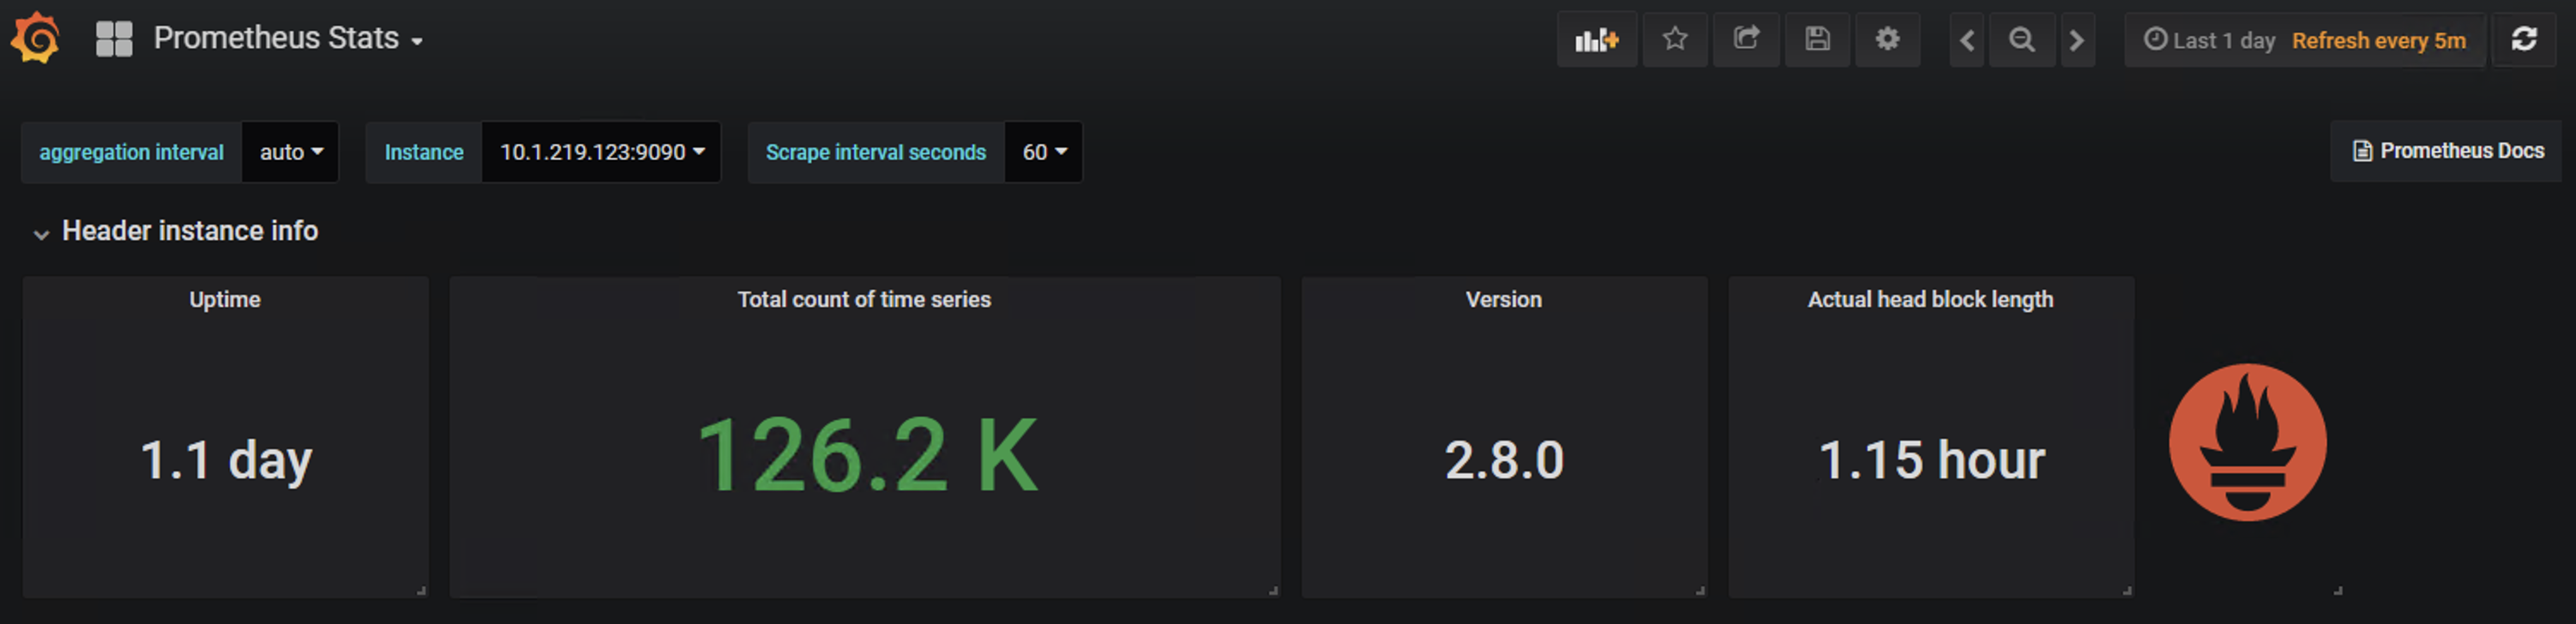 Prometheus Stats
Last 1 day Refresh every 5m
aggregation interval auto Instance 10.1.219.123:9090 Scrape interval seconds 60 Prometheus Docs
Header instance info
Uptime
1.1 day
Total count of time series
126.2 K
Version
2.8.0
Actual head block length
1.15 hour